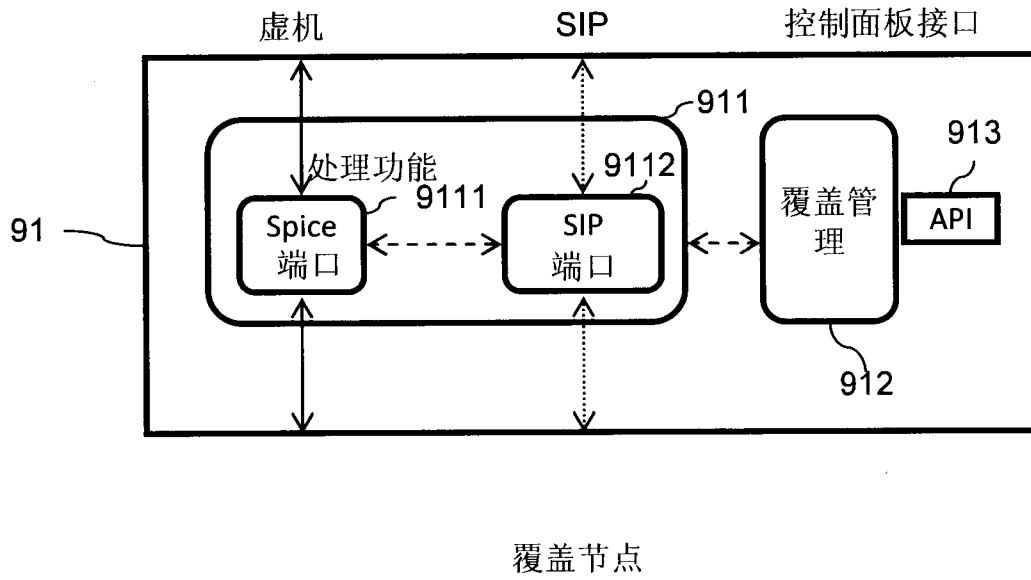 虚机
SIP
控制面板接口
911
913
处理功能
9111
9112
Spice
端口
SIP
端口
覆盖管
理
API
91
912
覆盖节点